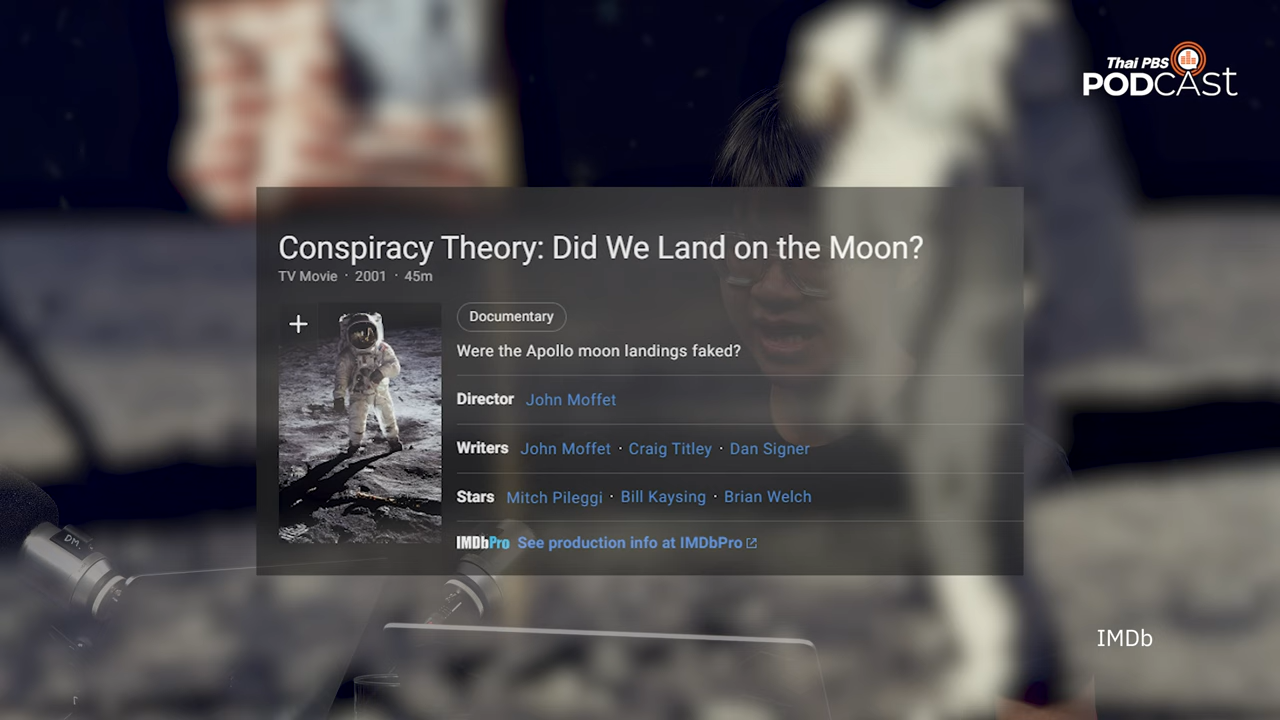 Thai PBS
PODCAST
Conspiracy Theory: Did We Land on the Moon?
TV Movie · 2001 · 45m
+
Documentary
Were the Apollo moon landings faked?
Director John Moffet
Writers John Moffet · Craig Titley · Dan Signer
Stars Mitch Pileggi · Bill Kaysing · Brian Welch
IMDbPro See production info at IMDbPro
DM.
IMDb